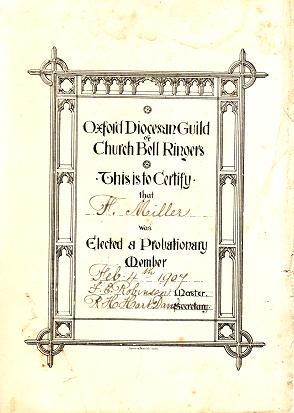 Oxford Diocesan Guild
of
Church Bell Ringers
This is to Certify
that
F. Miller
was
Elected a Probationary
Member
Feb 4th 1907
F. E. Robinson Master.
Secretary